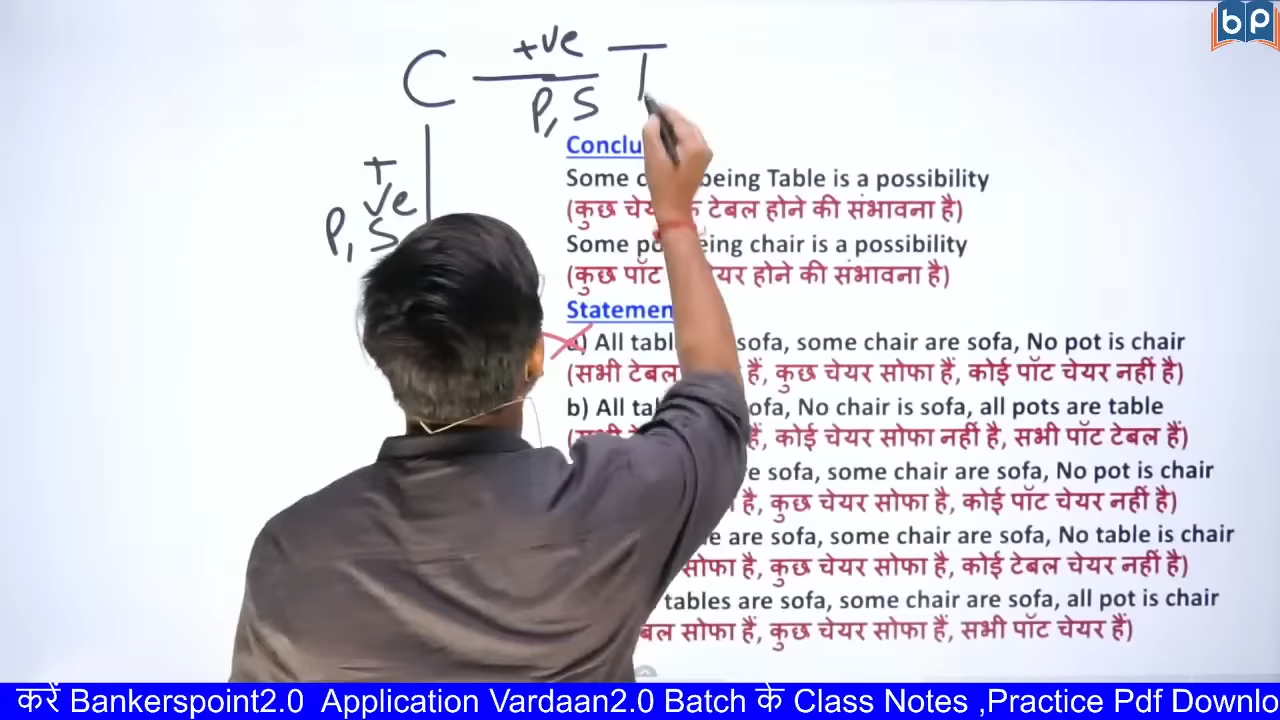 bp
C +ve T
P, S
+
ve
P, S
Conclu
Some being Table is a possibility
(कुछ टेबल होने की संभावना है)
Some eing chair is a possibility
(कुछ पॉट यर होने की संभावना है)
Statemen
a) All tabl sofa, some chair are sofa, No pot is chair
(सभी टेबल हैं, कुछ चेयर सोफा हैं, कोई पॉट चेयर नहीं है)
b) All ta ofa, No chair is sofa, all pots are table
हैं, कोई चेयर सोफा नहीं है, सभी पॉट टेबल हैं)
e sofa, some chair are sofa, No pot is chair
है, कुछ चेयर सोफा है, कोई पॉट चेयर नहीं है)
e are sofa, some chair are sofa, No table is chair
सोफा है, कुछ चेयर सोफा है, कोई टेबल चेयर नहीं है)
tables are sofa, some chair are sofa, all pot is chair
बल सोफा हैं, कुछ चेयर सोफा हैं, सभी पॉट चेयर हैं)
करें Bankerspoint2.0 Application Vardaan2.0 Batch के Class Notes ,Practice Pdf Downlo